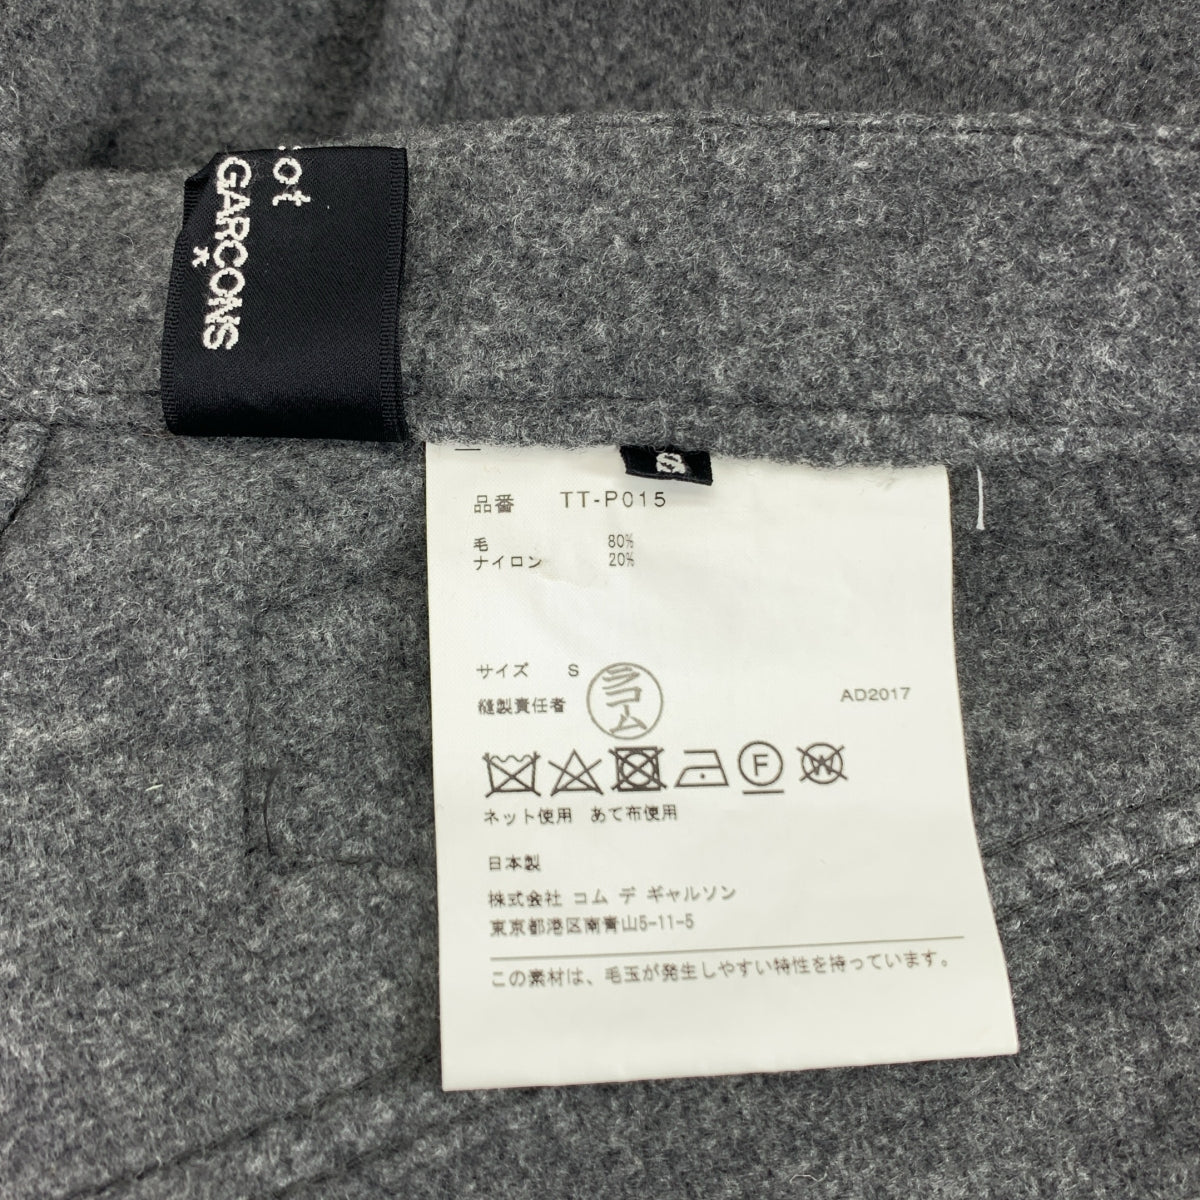 cot
GARCONS
S
品番 TT-P015
毛 80%
ナイロン 20%
サイズ S
縫製責任者 ラコム
AD2017
F
W
ネット使用 あて布使用
日本製
株式会社 コム デ ギャルソン
東京都港区南青山5-11-5
この素材は、毛玉が発生しやすい特性を持っています。